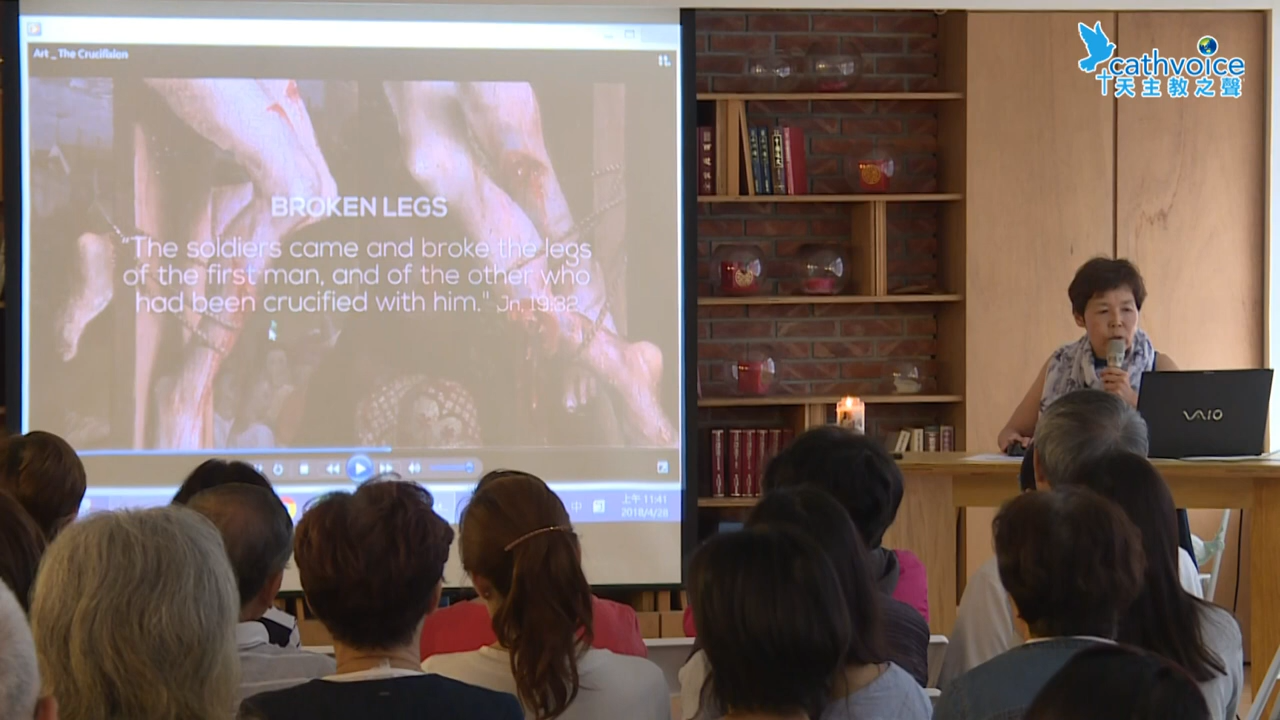 Art _ The Crucifixion
BROKEN LEGS
"The soldiers came and broke the legs
of the first man, and of the other who
had been crucified with him." Jn. 19:32
中
上午 11:41
2018/4/28
cathvoice
天主教之聲
VAIO